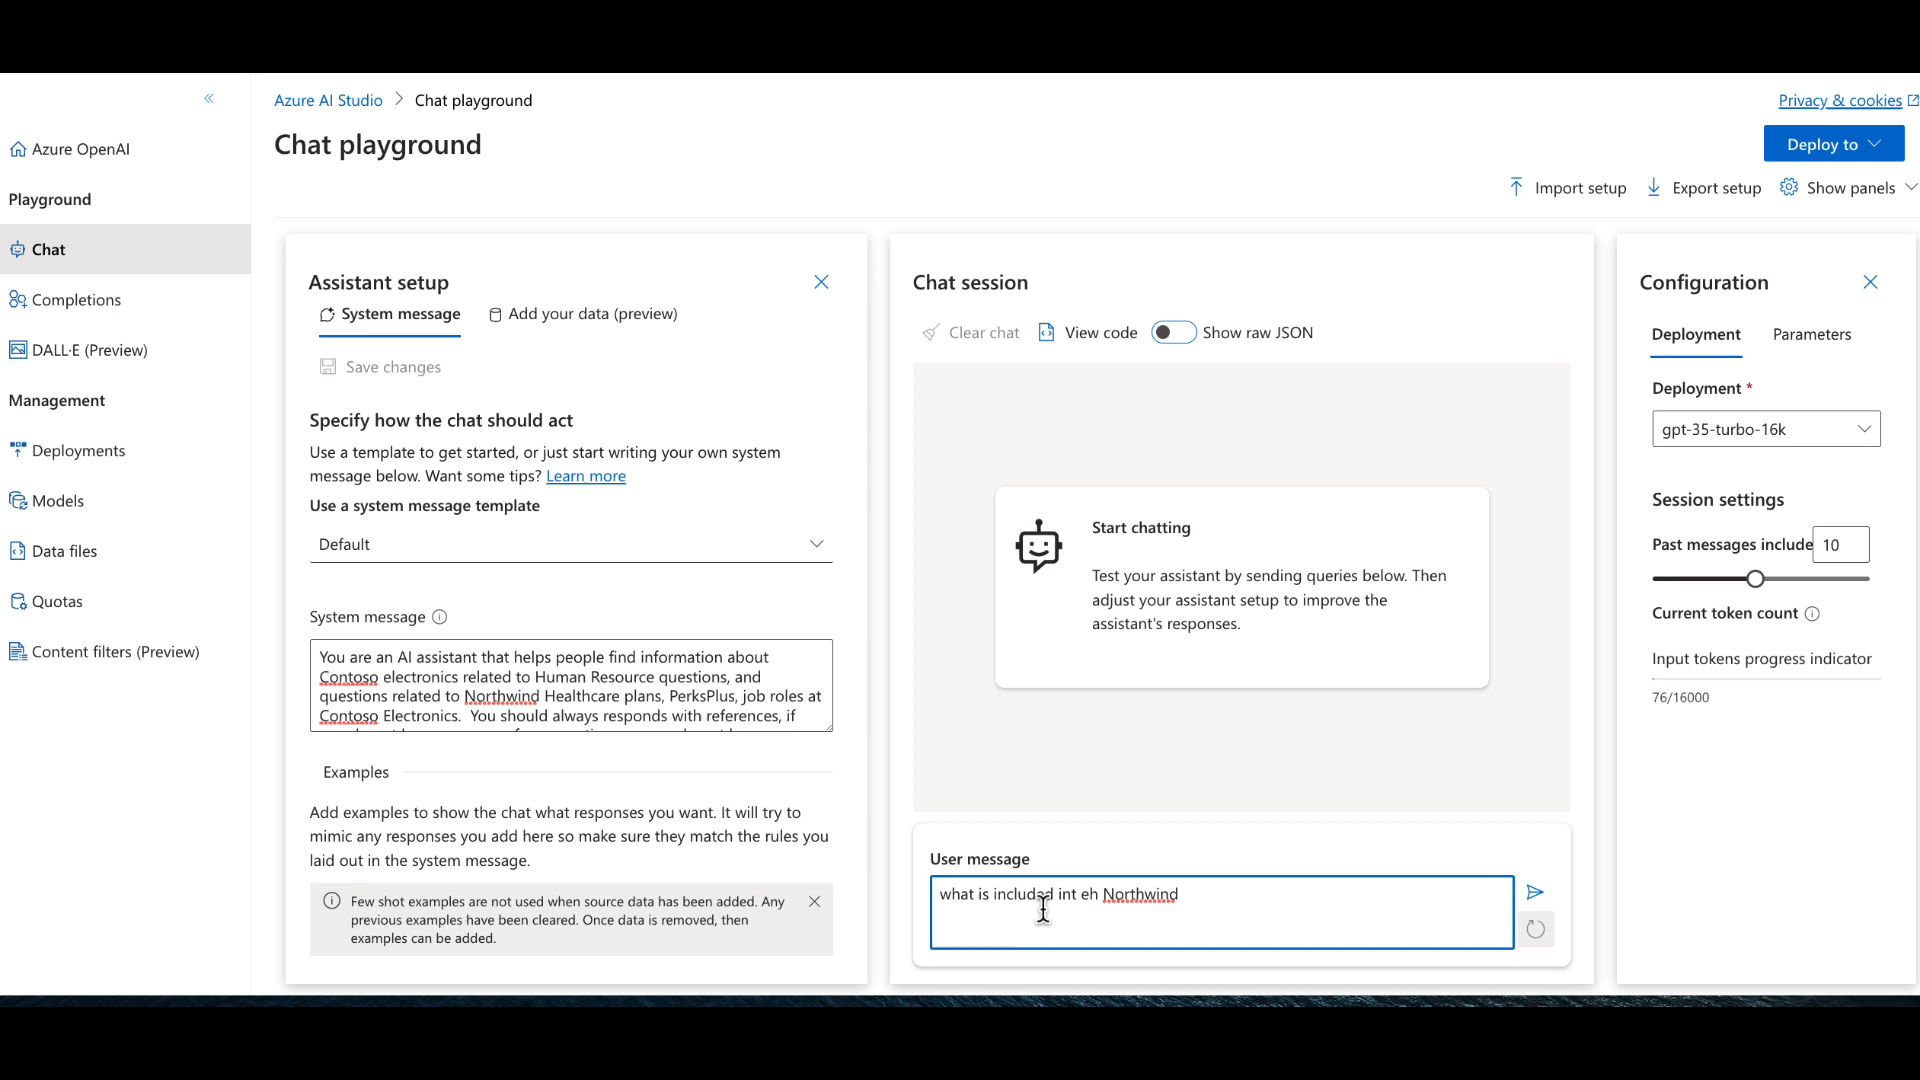 Azure AI Studio > Chat playground
Privacy & cookies
Chat playground
Deploy to
Import setup
Export setup
Show panels
Azure OpenAI
Playground
Chat
Completions
DALL·E (Preview)
Management
Deployments
Models
Data files
Quotas
Content filters (Preview)
Assistant setup
System message
Add your data (preview)
Save changes
Specify how the chat should act
Use a template to get started, or just start writing your own system
message below. Want some tips? Learn more
Use a system message template
Default
System message
You are an AI assistant that helps people find information about
Contoso electronics related to Human Resource questions, and
questions related to Northwind Healthcare plans, PerksPlus, job roles at
Contoso Electronics.  You should always responds with references, if
Examples
Add examples to show the chat what responses you want. It will try to
mimic any responses you add here so make sure they match the rules you
laid out in the system message.
Few shot examples are not used when source data has been added. Any
previous examples have been cleared. Once data is removed, then
examples can be added.
Chat session
Clear chat
View code
Show raw JSON
Start chatting
Test your assistant by sending queries below. Then
adjust your assistant setup to improve the
assistant's responses.
User message
what is included int eh Northwind
Configuration
Deployment
Parameters
Deployment *
gpt-35-turbo-16k
Session settings
Past messages include
10
Current token count
Input tokens progress indicator
76/16000